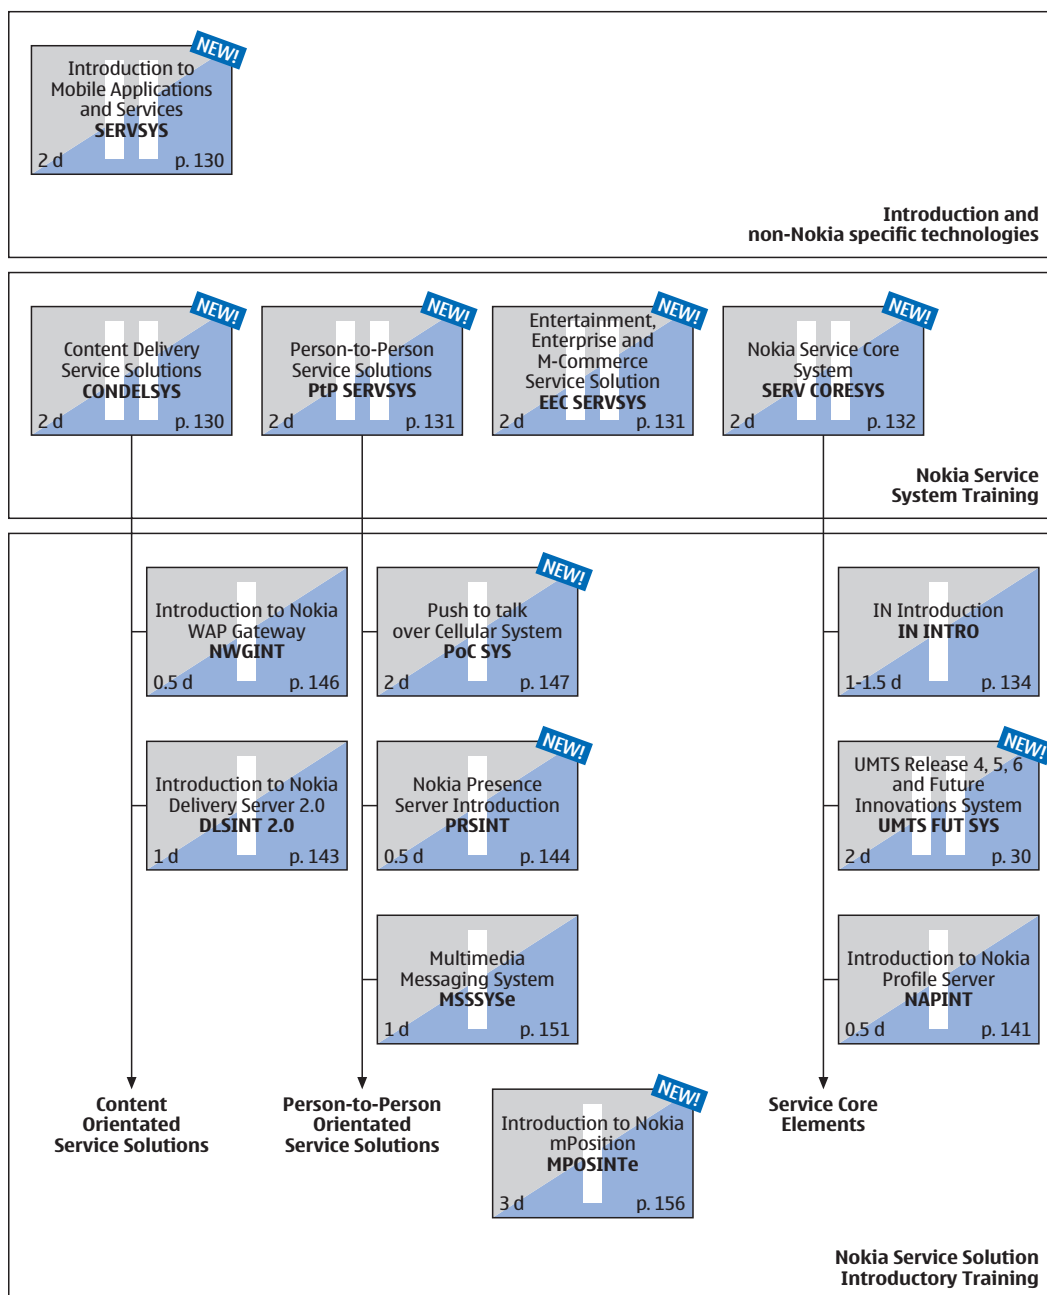 NEW!
Introduction to
Mobile Applications
and Services
SERVSYS
2 d p. 130
Introduction and
non-Nokia specific technologies
NEW!
Content Delivery
Service Solutions
CONDELSYS
2 d p. 130
NEW!
Person-to-Person
Service Solutions
PtP SERVSYS
2 d p. 131
NEW!
Entertainment,
Enterprise and
M-Commerce
Service Solution
EEC SERVSYS
2 d p. 131
NEW!
Nokia Service Core
System
SERV CORESYS
2 d p. 132
Nokia Service
System Training
Introduction to Nokia
WAP Gateway
NWGINT
0.5 d p. 146
NEW!
Push to talk
over Cellular System
PoC SYS
2 d p. 147
IN Introduction
IN INTRO
1-1.5 d p. 134
Introduction to Nokia
Delivery Server 2.0
DLSINT 2.0
1 d p. 143
NEW!
Nokia Presence
Server Introduction
PRSINT
0.5 d p. 144
NEW!
UMTS Release 4, 5, 6
and Future
Innovations System
UMTS FUT SYS
2 d p. 30
Multimedia
Messaging System
MSSSYSe
1 d p. 151
Introduction to Nokia
Profile Server
NAPINT
0.5 d p. 141
Content
Orientated
Service Solutions
Person-to-Person
Orientated
Service Solutions
NEW!
Introduction to Nokia
mPosition
MPOSINTe
3 d p. 156
Service Core
Elements
Nokia Service Solution
Introductory Training